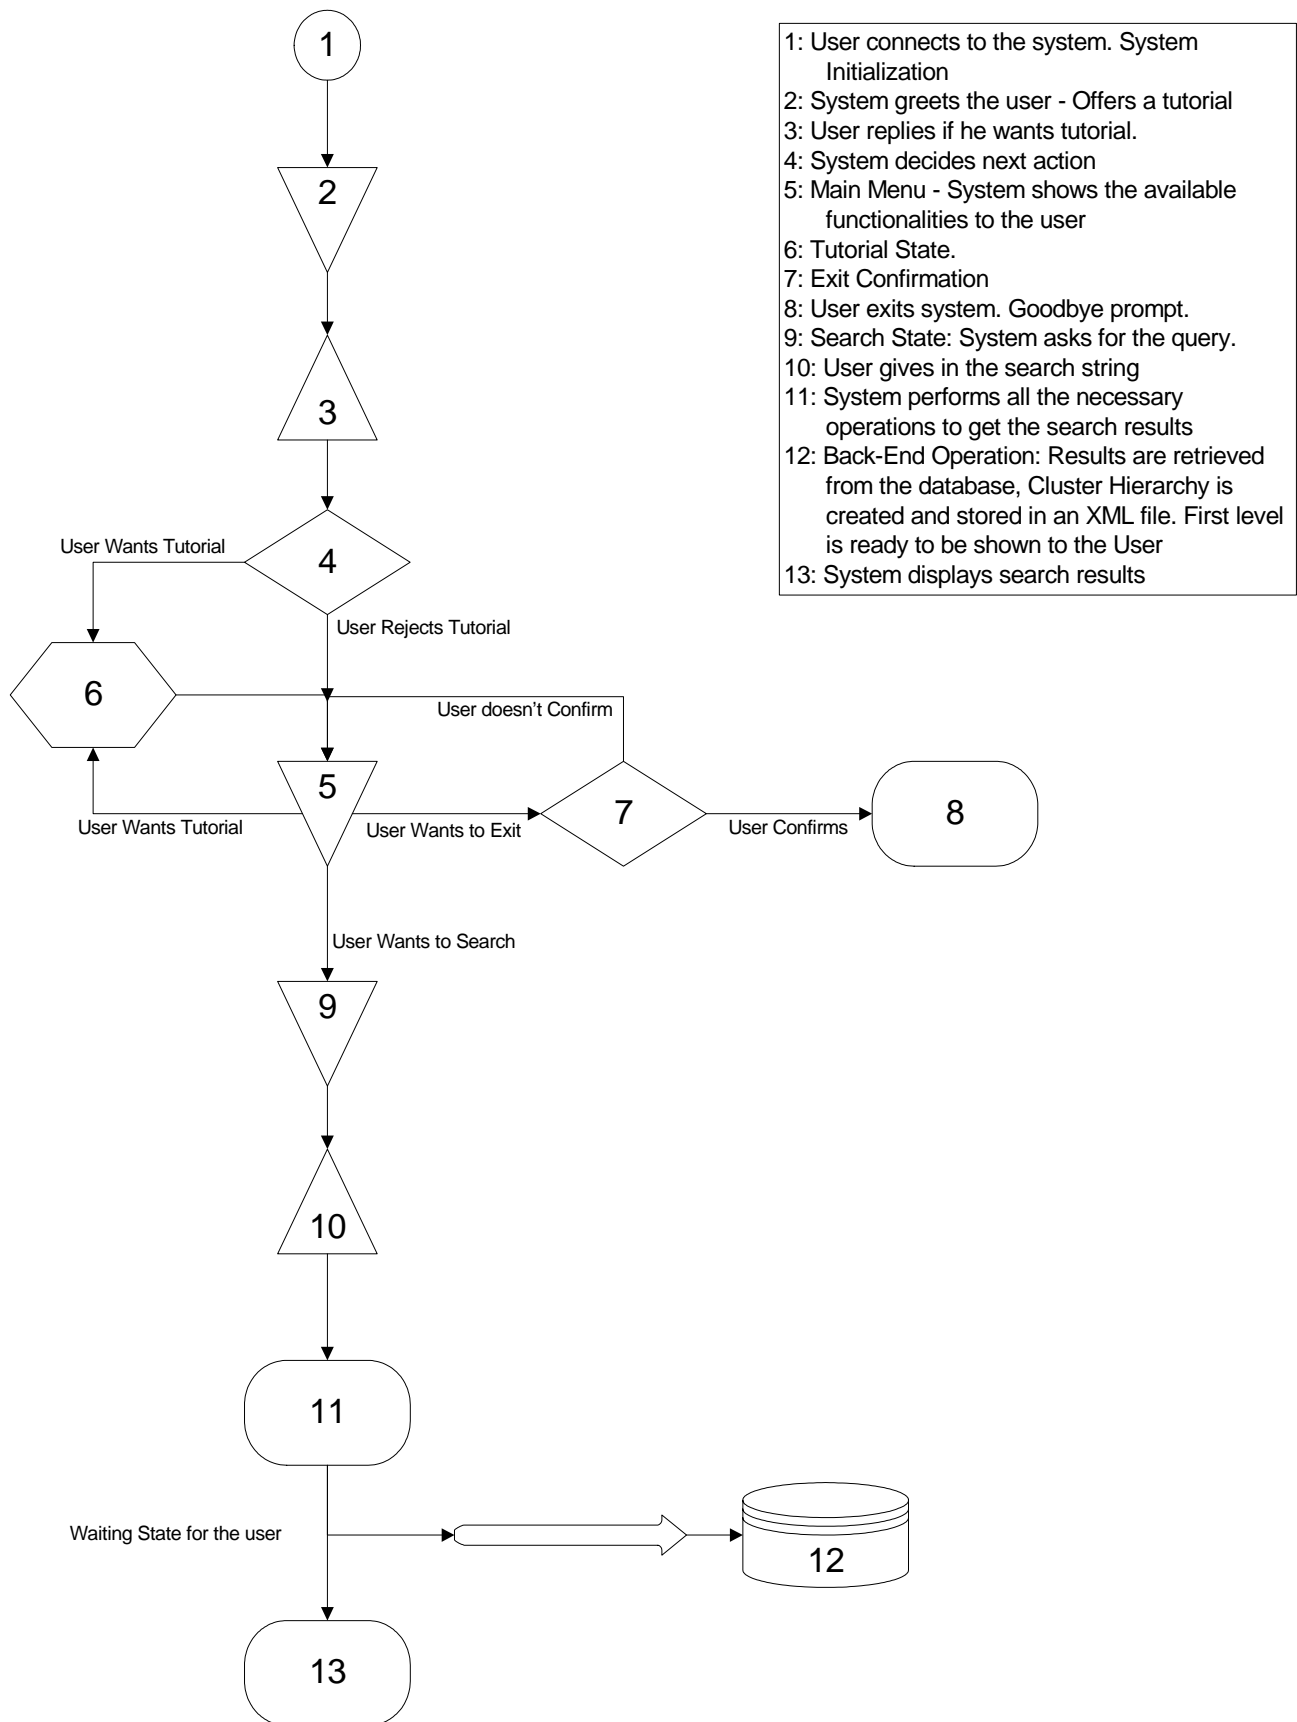 1
1: User connects to the system. System
Initialization
2: System greets the user - Offers a tutorial
3: User replies if he wants tutorial.
4: System decides next action
5: Main Menu - System shows the available
functionalities to the user
6: Tutorial State.
7: Exit Confirmation
8: User exits system. Goodbye prompt.
9: Search State: System asks for the query.
10: User gives in the search string
11: System performs all the necessary
operations to get the search results
12: Back-End Operation: Results are retrieved
from the database, Cluster Hierarchy is
created and stored in an XML file. First level
is ready to be shown to the User
13: System displays search results
2
3
User Wants Tutorial
4
User Rejects Tutorial
6
User doesn't Confirm
5
7
8
User Wants Tutorial
User Wants to Exit
User Confirms
User Wants to Search
9
10
11
Waiting State for the user
12
13